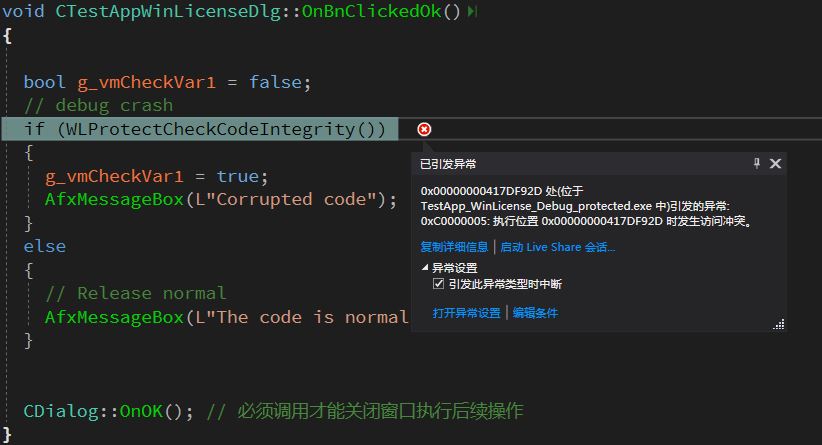 void CTestAppWinLicenseDlg::OnBnClickedOk()
{
bool g_vmCheckVar1 = false;
// debug crash
if (WLProtectCheckCodeIntegrity())
{
g_vmCheckVar1 = true;
AfxMessageBox(L"Corrupted code");
}
else
{
// Release normal
AfxMessageBox(L"The code is normal
}
CDialog::OnOK(); // 必须调用才能关闭窗口执行后续操作
}
已引发异常
0x00000000417DF92D 处(位于
TestApp_WinLicense_Debug_protected.exe 中)引发的异常:
0xC0000005: 执行位置 0x00000000417DF92D 时发生访问冲突。
复制详细信息 | 启动 Live Share 会话...
异常设置
引发此异常类型时中断
打开异常设置 | 编辑条件